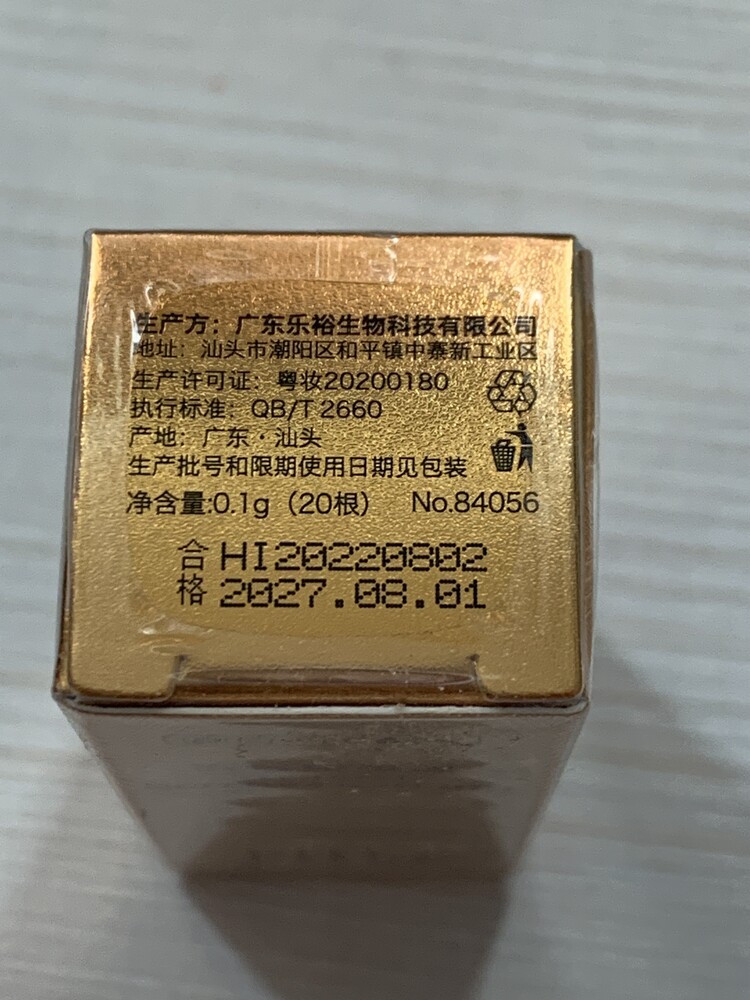 生产方：广东乐裕生物科技有限公司
地址：汕头市潮阳区和平镇中寨新工业区
生产许可证：粤妆20200180
执行标准：QB/T 2660
产地：广东·汕头
生产批号和限期使用日期见包装
净含量:0.1g（20根） No.84056
合格 HI20220802
2027.08.01